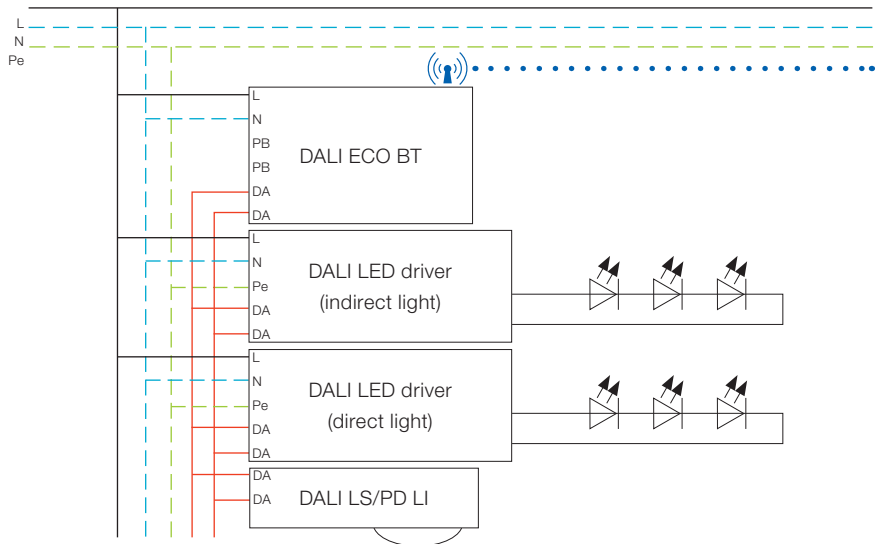 L
N
Pe
L
N
PB
PB
DA
DA
DALI ECO BT
L
N
Pe
DA
DA
DALI LED driver
(indirect light)
L
N
Pe
DA
DA
DALI LED driver
(direct light)
DA
DA
DALI LS/PD LI